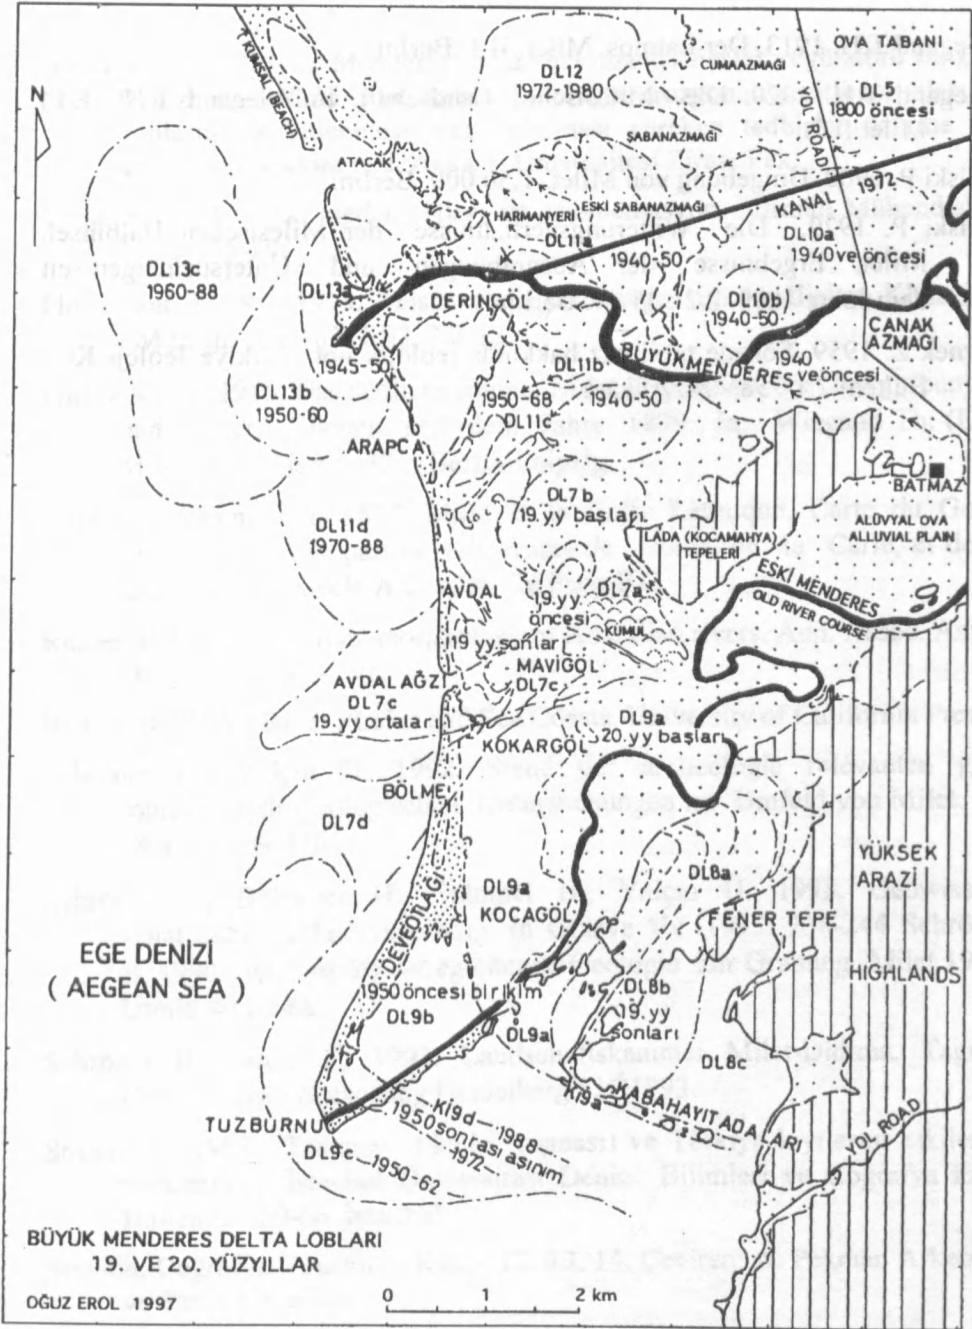 OVA TABANI
CUMAAZMAĞI
DL12
1972-1980
DL5
1800 öncesi
KUMSAL (BEACH)
N
YOL
ROAD
ŞABANAZMAĞI
ATACAK
1972
KANAL
HARMANYERİ
ESKİ ŞABANAZMAĞI
DL11a
1940-50
DL10a
1940 ve öncesi
DL13c
1960-88
DL13a
DERİNGÖL
DL10b
1940-50
ÇANAK
AZMAĞI
BÜYÜK MENDERES
1940
ve öncesi
1945-50
DL11b
1940-50
DL13b
1950-60
1950-68
DL11c
ARAPÇA
BATMAZ
DL7b
19.yy başları
DL11d
1970-88
LADA (KOCAMAHYA)
TEPELERİ
ALÜVYAL OVA
ALLUVIAL PLAIN
ESKİ MENDERES
OLD RIVER COURSE
AVDAL
DL7a
19.yy
öncesi
KUMUL
19 yy.sonları
MAVİGÖL
DL7c
AVDAL AĞZI
DL7c
19.yy ortaları
DL9a
20.yy başları
KOKARGÖL
BÖLME
DL7d
DL9a
KOCAGÖL
DL8a
YÜKSEK
ARAZİ
DEVEDİLAĞI
FENER TEPE
HIGHLANDS
EGE DENİZİ
( AEGEAN SEA )
1950 öncesi birikim
DL9b
DL8b
19.yy
sonları
DL9a
DL8c
Kl9a
MABAHAYIT ADALARI
TUZBURNU
Kl9d 1988
1950 sonrası aşınım
1972
DL9c 1950-62
YOL ROAD
BÜYÜK MENDERES DELTA LOBLARI
19. VE 20. YÜZYILLAR
OĞUZ EROL 1997
0 1 2 km